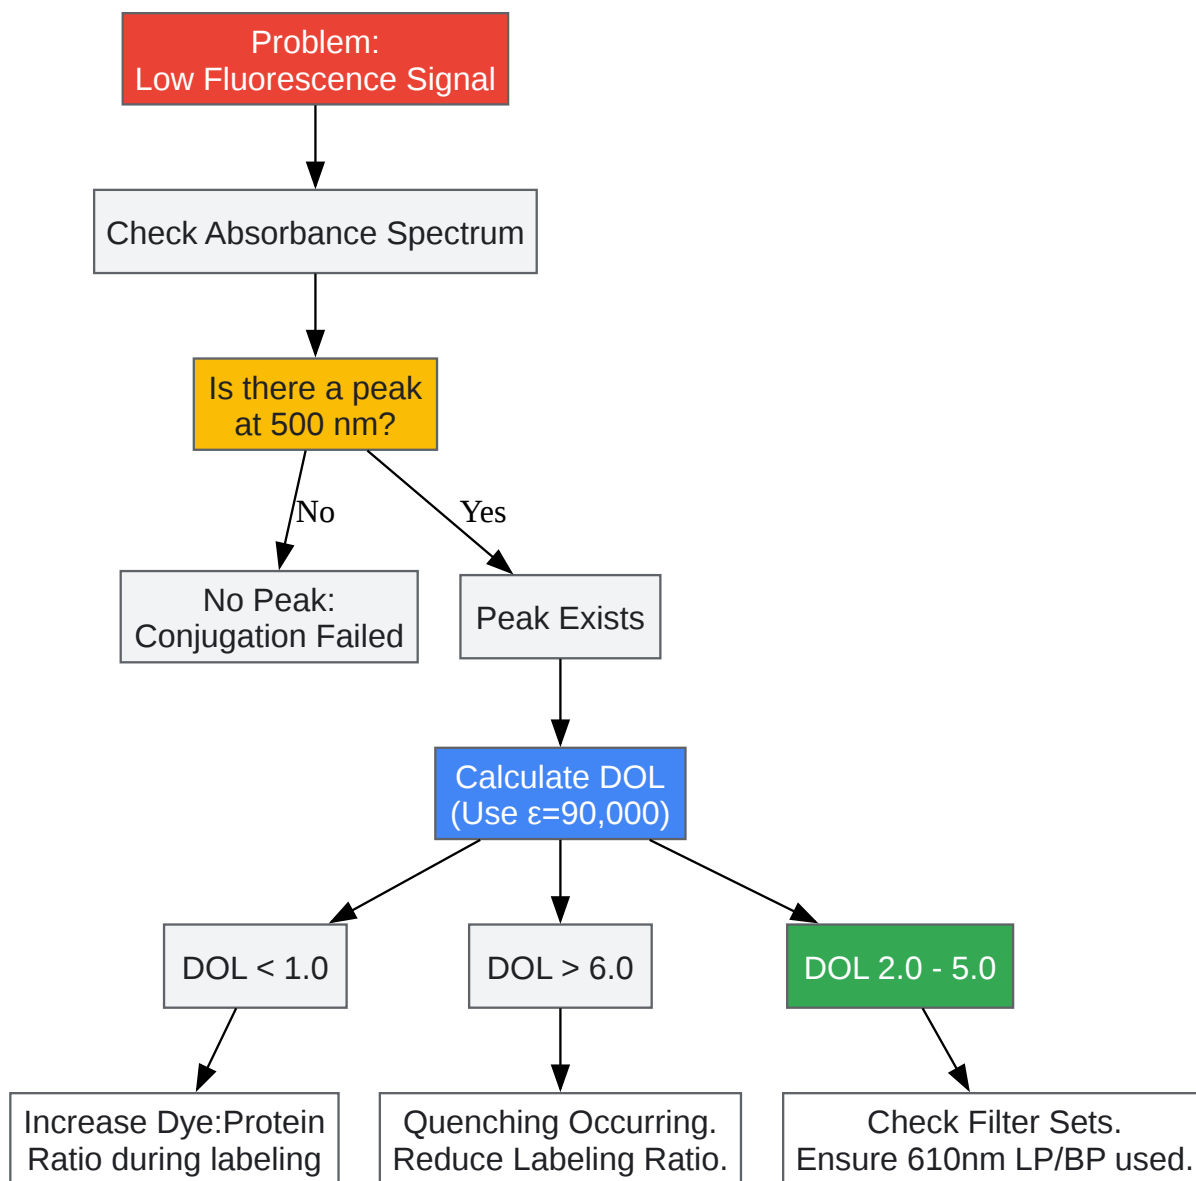 Problem:
Low Fluorescence Signal
Check Absorbance Spectrum
Is there a peak
at 500 nm?
No
Yes
No Peak:
Conjugation Failed
Peak Exists
Calculate DOL
(Use ε=90,000)
DOL < 1.0
DOL > 6.0
DOL 2.0 - 5.0
Increase Dye:Protein
Ratio during labeling
Quenching Occurring.
Reduce Labeling Ratio.
Check Filter Sets.
Ensure 610nm LP/BP used.